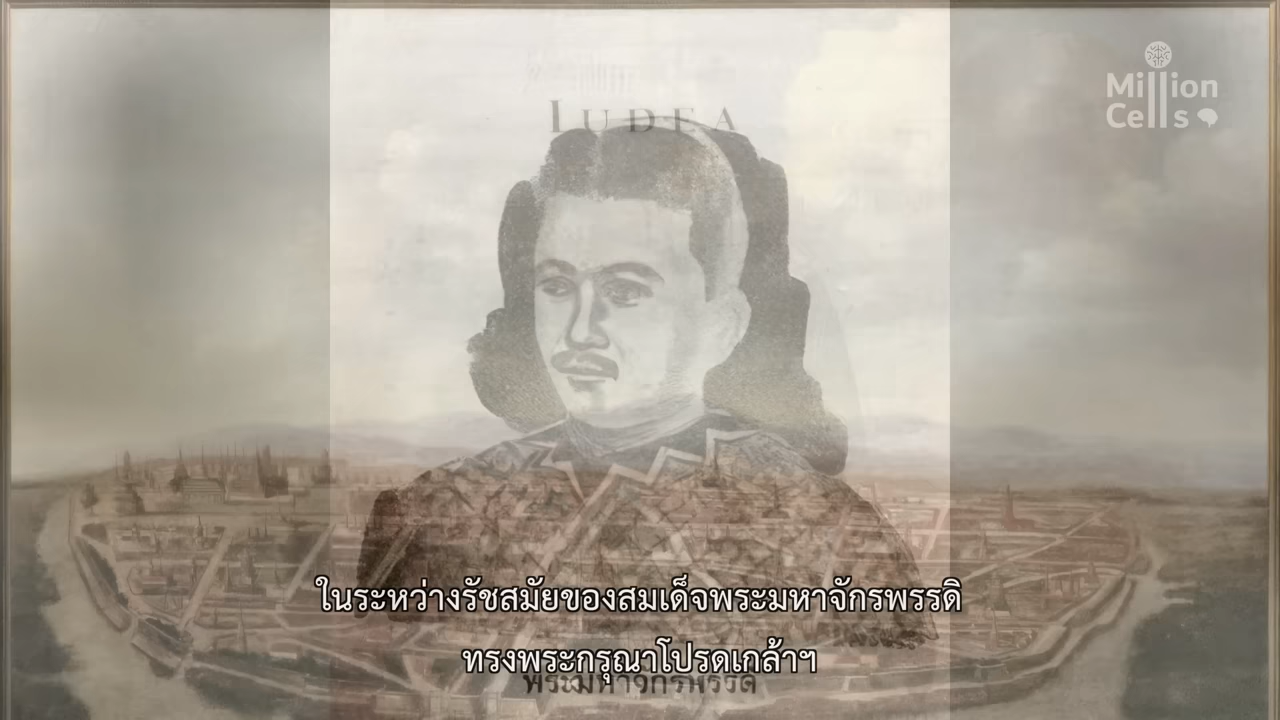 Million
Cells
IUDEA
ในระหว่างรัชสมัยของสมเด็จพระมหาจักรพรรดิ
ทรงพระกรุณาโปรดเกล้าฯ
พระมหาจักรพรรดิ